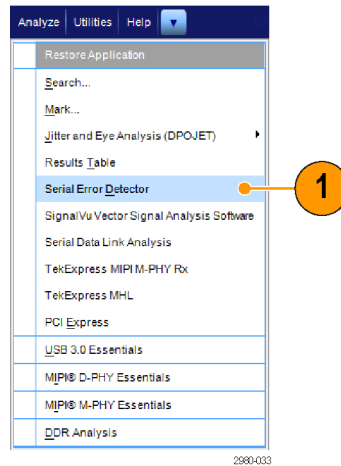 Analyze Utilities Help
Restore Application
Search...
Mark...
Jitter and Eye Analysis (DPOJET)
Results Table
Serial Error Detector
1
SignalVu Vector Signal Analysis Software
Serial Data Link Analysis
TekExpress MIPI M-PHY Rx
TekExpress MHL
PCI Express
USB 3.0 Essentials
MIPI® D-PHY Essentials
MIPI® M-PHY Essentials
DDR Analysis
2980-033